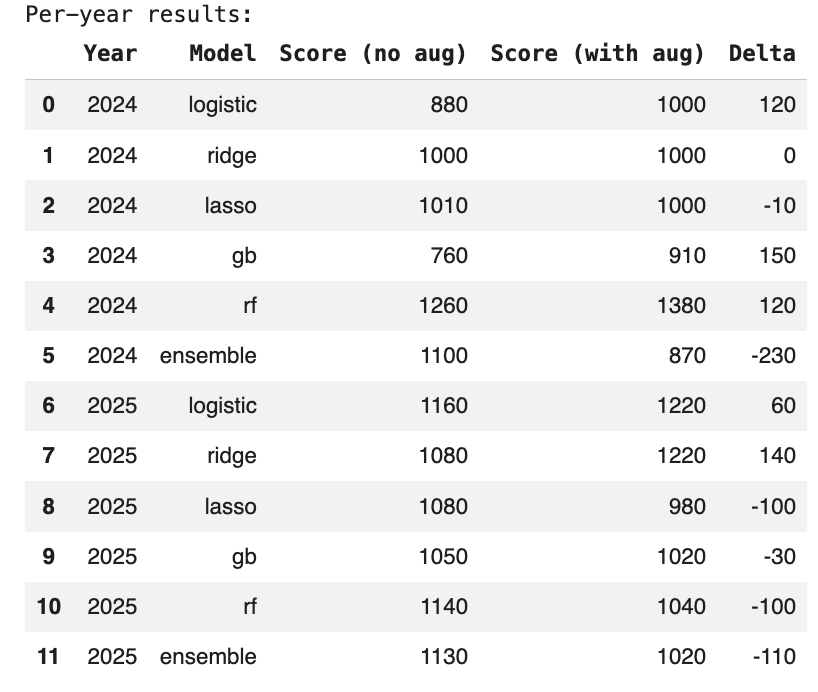 Per-year results:
Year Model Score (no aug) Score (with aug) Delta
0 2024 logistic 880 1000 120
1 2024 ridge 1000 1000 0
2 2024 lasso 1010 1000 -10
3 2024 gb 760 910 150
4 2024 rf 1260 1380 120
5 2024 ensemble 1100 870 -230
6 2025 logistic 1160 1220 60
7 2025 ridge 1080 1220 140
8 2025 lasso 1080 980 -100
9 2025 gb 1050 1020 -30
10 2025 rf 1140 1040 -100
11 2025 ensemble 1130 1020 -110